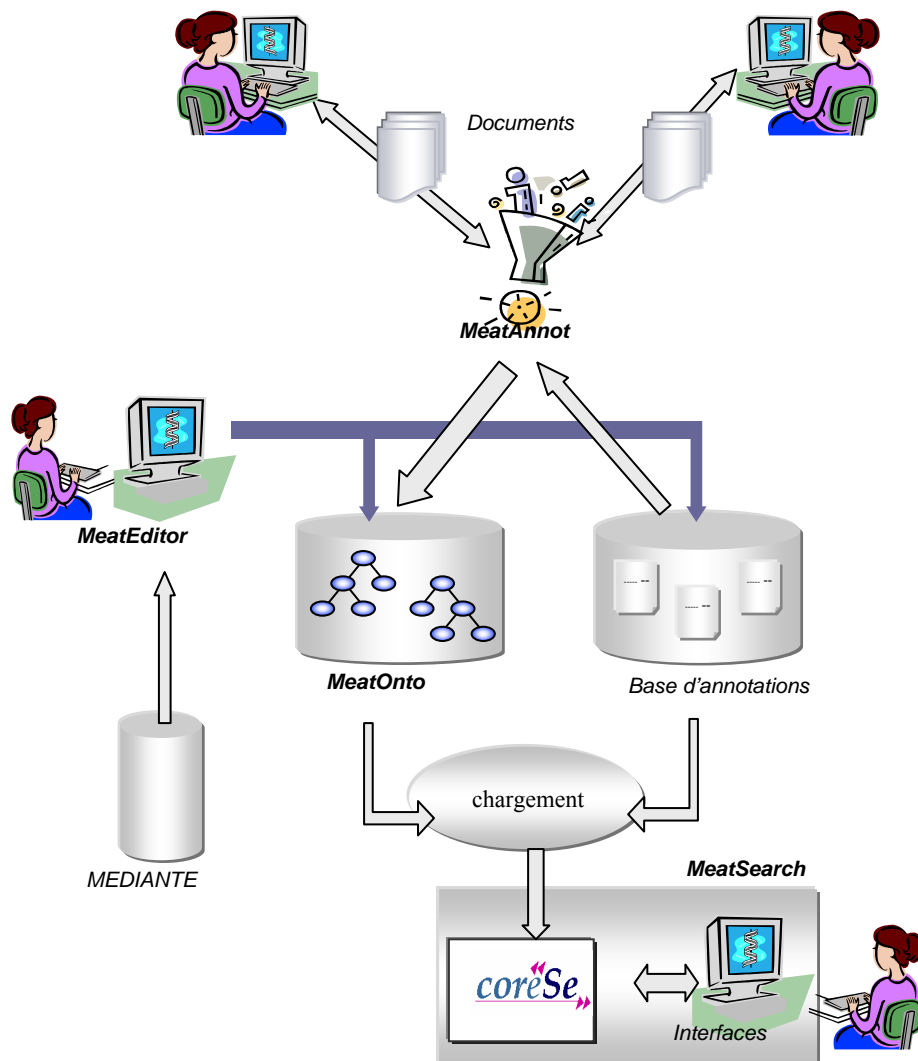 Documents
MeatAnnot
MeatEditor
MeatOnto
Base d'annotations
chargement
MEDIANTE
MeatSearch
coreSe
Interfaces